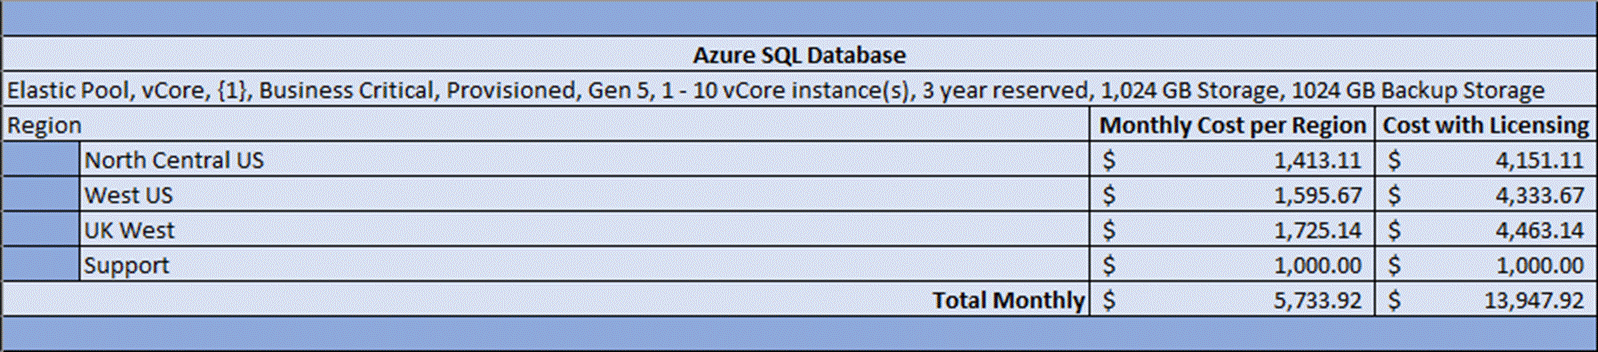 Azure SQL Database
Elastic Pool, vCore, {1}, Business Critical, Provisioned, Gen 5, 1 - 10 vCore instance(s), 3 year reserved, 1,024 GB Storage, 1024 GB Backup Storage
Region Monthly Cost per Region Cost with Licensing
North Central US $ 1,413.11 $ 4,151.11
West US $ 1,595.67 $ 4,333.67
UK West $ 1,725.14 $ 4,463.14
Support $ 1,000.00 $ 1,000.00
Total Monthly $ 5,733.92 $ 13,947.92